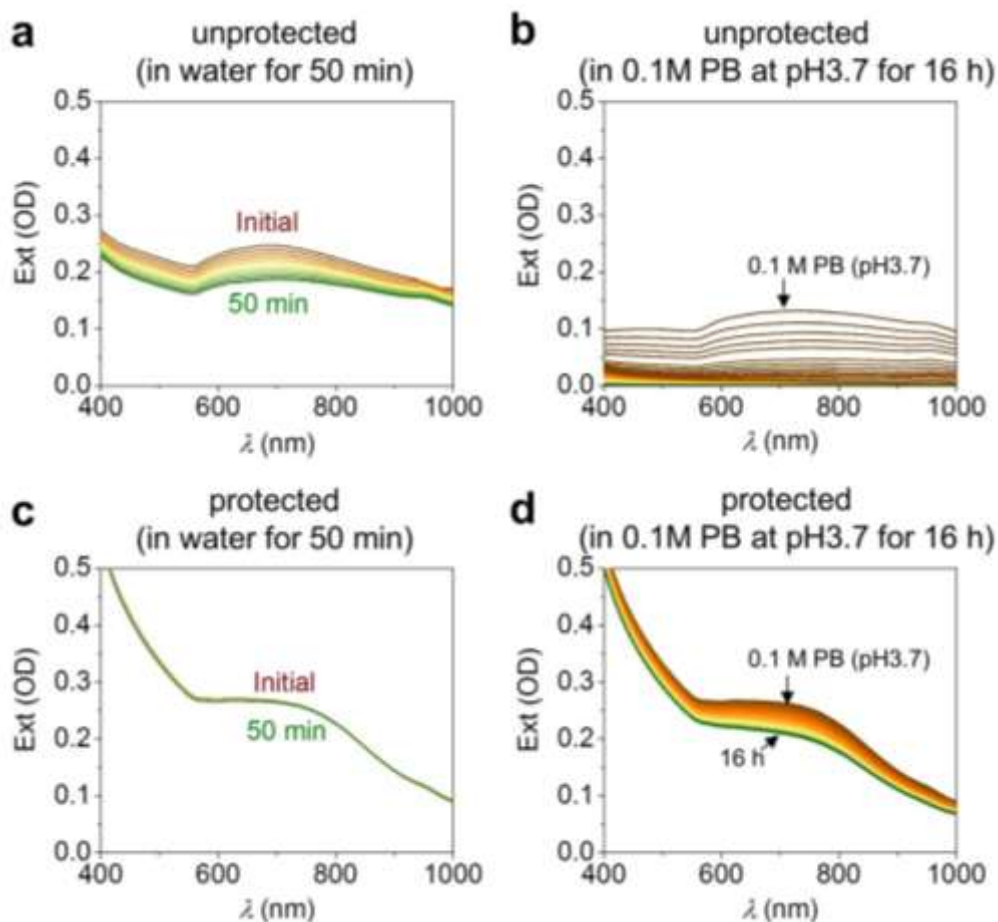 a
unprotected
(in water for 50 min)
0.5
0.4
0.3
0.2
0.1
0.0
Ext (OD)
Initial
50 min
400
600
800
1000
λ (nm)
b
unprotected
(in 0.1M PB at pH3.7 for 16 h)
0.5
0.4
0.3
0.2
0.1
0.0
Ext (OD)
0.1 M PB (pH3.7)
400
600
800
1000
λ (nm)
c
protected
(in water for 50 min)
0.5
0.4
0.3
0.2
0.1
0.0
Ext (OD)
Initial
50 min
400
600
800
1000
λ (nm)
d
protected
(in 0.1M PB at pH3.7 for 16 h)
0.5
0.4
0.3
0.2
0.1
0.0
Ext (OD)
0.1 M PB (pH3.7)
16 h
400
600
800
1000
λ (nm)